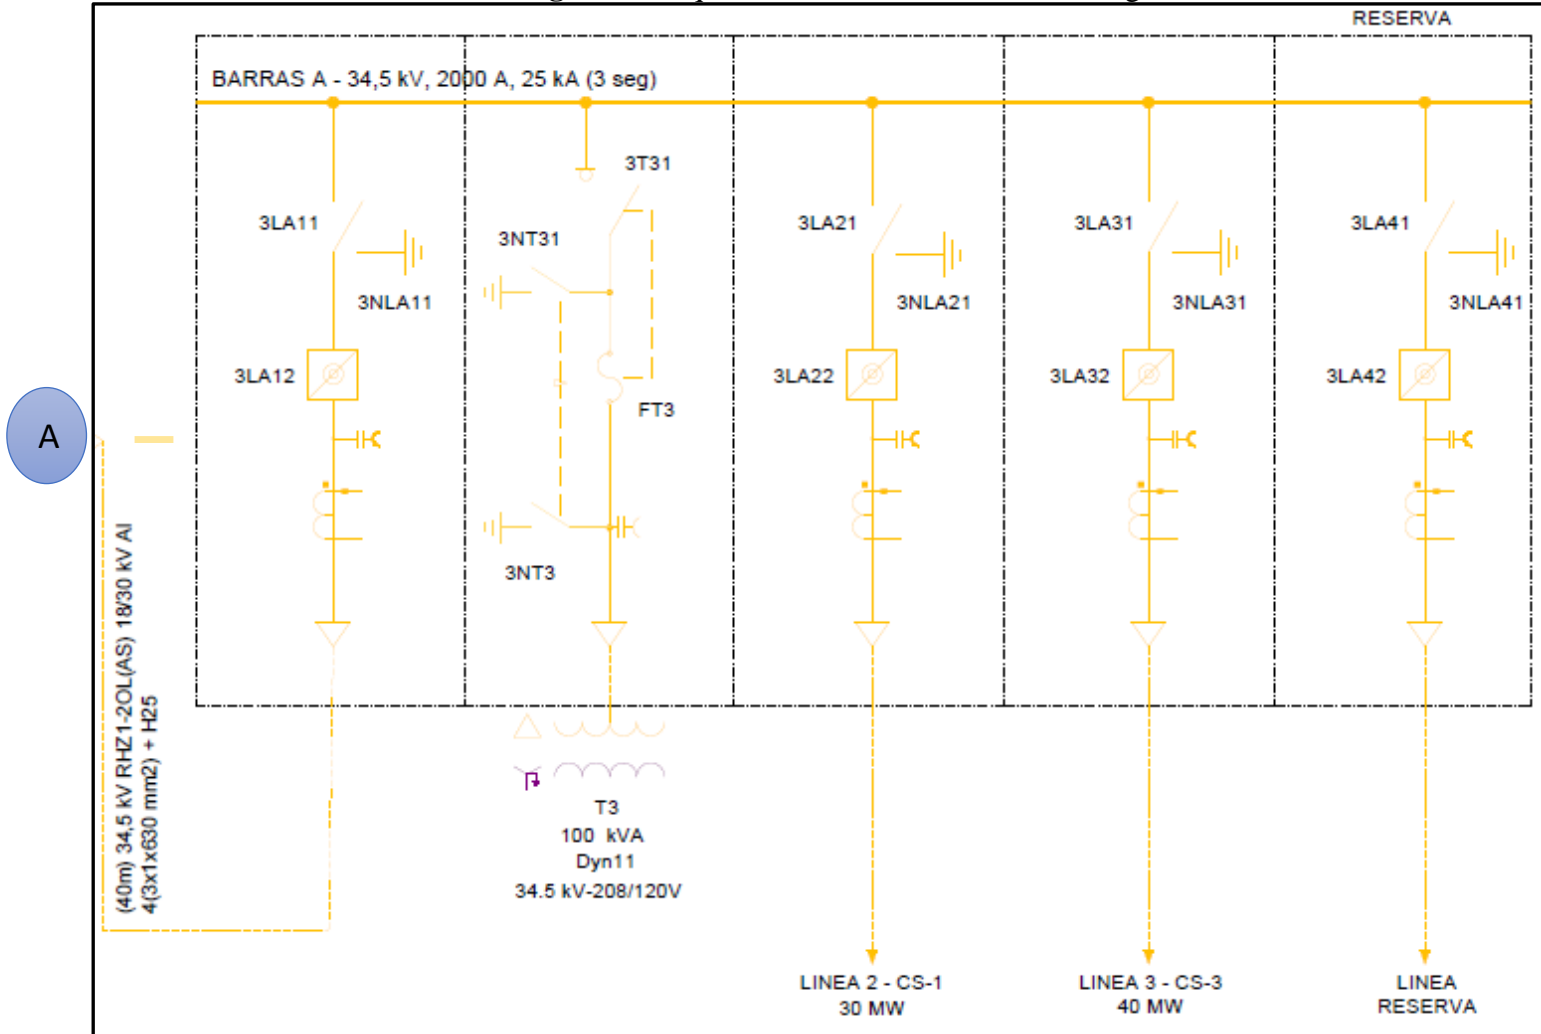 RESERVA
BARRAS A - 34,5 kV, 2000 A, 25 kA (3 seg)
3T31
3LA11
3NT31
3LA21
3LA31
3LA41
3NLA11
3NLA21
3NLA31
3NLA41
3LA12
3LA22
3LA32
3LA42
FT3
A
3NT3
(40m) 34,5 kV RHZ1-2OL(AS) 18/30 kV Al
4(3x1x630 mm2) + H25
T3
100 kVA
Dyn11
34.5 kV-208/120V
LINEA 2 - CS-1
30 MW
LINEA 3 - CS-3
40 MW
LINEA
RESERVA